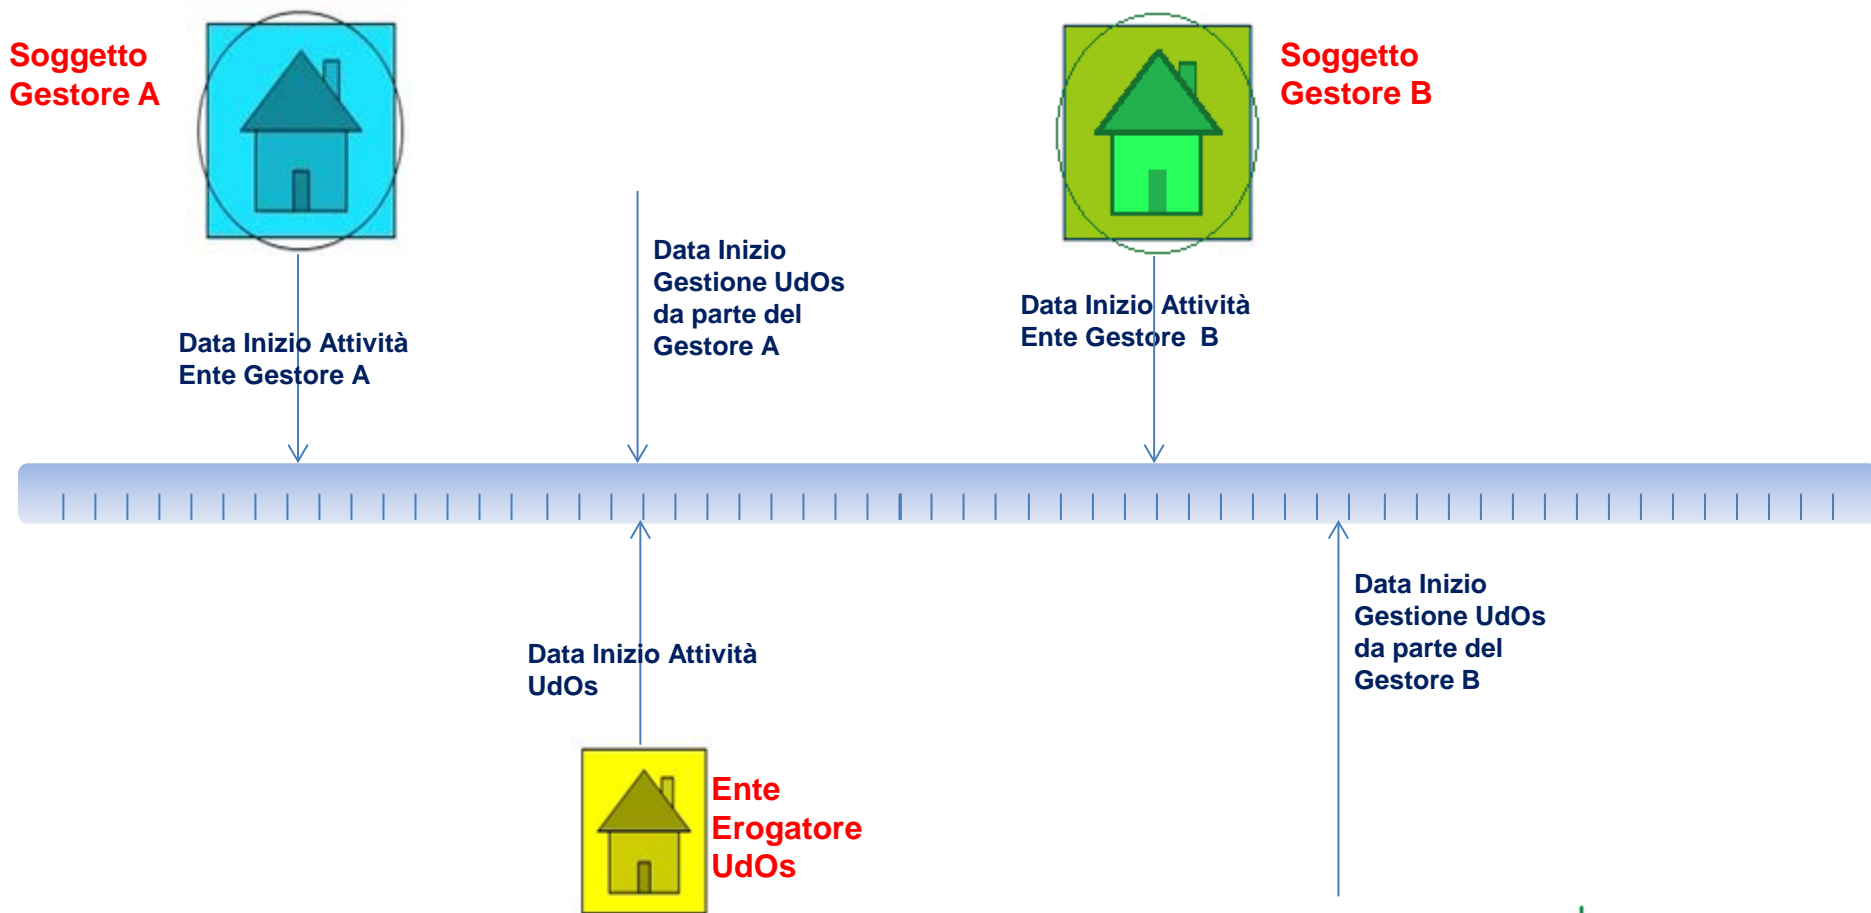 Soggetto
Gestore A
Soggetto
Gestore B
Data Inizio
Gestione UdOs
da parte del
Gestore A
Data Inizio Attività
Ente Gestore  B
Data Inizio Attività
Ente Gestore A
Data Inizio
Gestione UdOs
da parte del
Gestore B
Data Inizio Attività
UdOs
Ente
Erogatore
UdOs